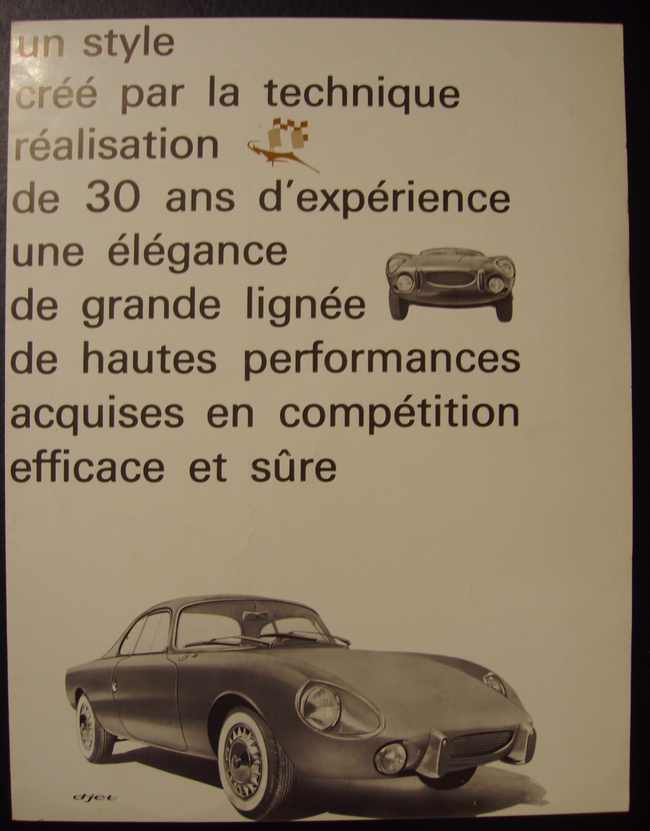 un style
créé par la technique
réalisation
de 30 ans d'expérience
une élégance
de grande lignée
de hautes performances
acquises en compétition
efficace et sûre
djet